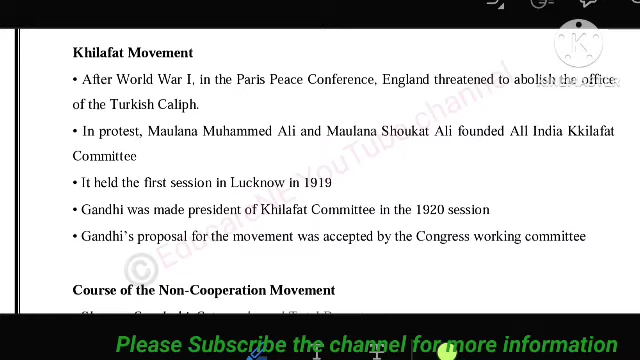 Khilafat Movement
• After World War I, in the Paris Peace Conference, England threatened to abolish the office
of the Turkish Caliph.
• In protest, Maulana Muhammed Ali and Maulana Shoukat Ali founded All India Kkilafat
Committee
• It held the first session in Lucknow in 1919
• Gandhi was made president of Khilafat Committee in the 1920 session
• Gandhi's proposal for the movement was accepted by the Congress working committee
Course of the Non-Cooperation Movement
© EducareNE YouTube channel
KINEMASTER
Please Subscribe the channel for more information